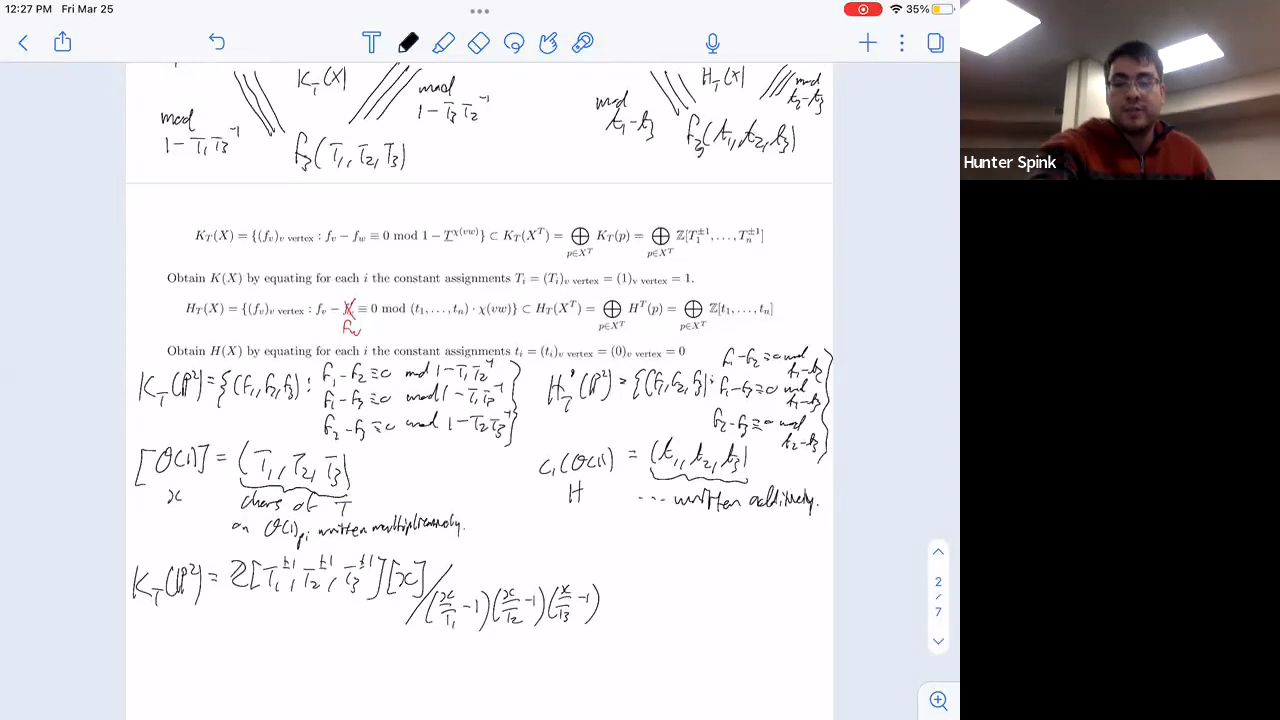 12:27 PM Fri Mar 25
35%
K_T(X)
mod
1 - T_3 T_2^{-1}
mod
1 - T_1 T_3^{-1}
f_3(T_1, T_2, T_3)
H_T(X)
mod
t_2 - t_3
mod
t_1 - t_3
f_3(t_1, t_2, t_3)
Hunter Spink
K_T(X) = {(f_v)_{v vertex} : f_v − f_w ≡ 0 mod 1 − T^{χ(vw)}} ⊂ K_T(X^T) = ⊕_{p∈X^T} K_T(p) = ⊕_{p∈X^T} ℤ[T_1^{±1}, . . . , T_n^{±1}]
Obtain K(X) by equating for each i the constant assignments T_i = (T_i)_{v vertex} = (1)_{v vertex} = 1.
H_T(X) = {(f_v)_{v vertex} : f_v − ≡ 0 mod (t_1, . . . , t_n) · χ(vw)} ⊂ H_T(X^T) = ⊕_{p∈X^T} H^T(p) = ⊕_{p∈X^T} ℤ[t_1, . . . , t_n]
f_w
Obtain H(X) by equating for each i the constant assignments t_i = (t_i)_{v vertex} = (0)_{v vertex} = 0
K_T(P^2) = {(f_1, f_2, f_3) : f_1 - f_2 ≡ 0 mod 1 - T_1 T_2^{-1}
f_1 - f_3 ≡ 0 mod 1 - T_1 T_3^{-1}
f_2 - f_3 ≡ 0 mod 1 - T_2 T_3^{-1} }
H_T^•(P^2) = {(f_1, f_2, f_3) : f_1 - f_2 ≡ 0 mod
f_1 - f_3 ≡ 0 mod
t_1 - t_3
f_2 - f_3 ≡ 0 mod
t_2 - t_3 }
[O(1)] = (T_1, T_2, T_3)
x
chars of T
on O(1)_{p_i} written multiplicatively.
c_1(O(1)) = (t_1, t_2, t_3)
H
... written additively.
K_T(P^2) = ℤ[T_1^{±1}, T_2^{±1}, T_3^{±1}][x] / (x/T_1 - 1)(x/T_2 - 1)(x/T_3 - 1)
2
/
7